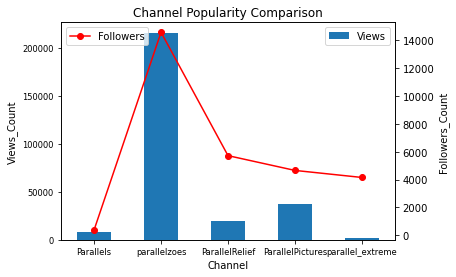 Channel Popularity Comparison
Followers
Views
200000
150000
100000
50000
0
14000
12000
10000
8000
6000
4000
2000
0
Views_Count
Followers_Count
Parallels
parallelzoes
ParallelRelief
ParallelPictures
parallel_extreme
Channel